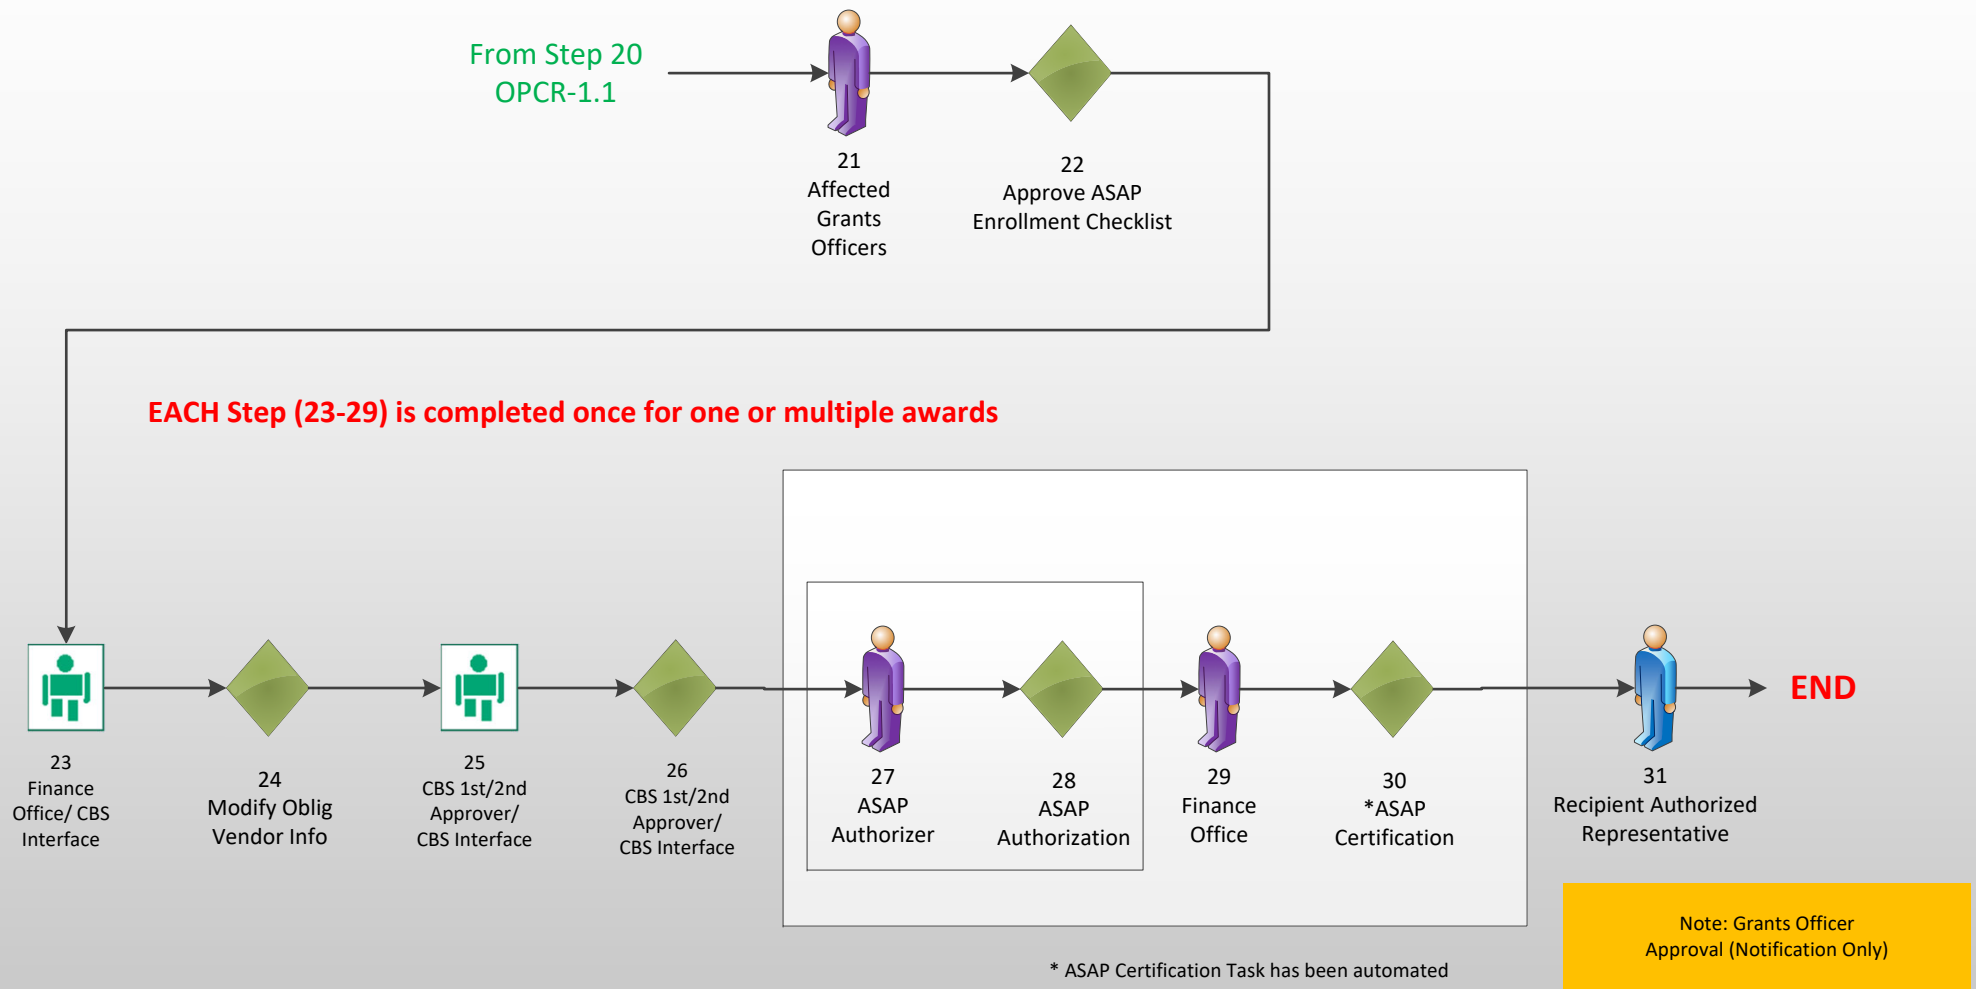 From Step 20
OPCR-1.1
21
Affected
Grants
Officers
22
Approve ASAP
Enrollment Checklist
EACH Step (23-29) is completed once for one or multiple awards
23
Finance
Office/ CBS
Interface
24
Modify Oblig
Vendor Info
25
CBS 1st/2nd
Approver/
CBS Interface
26
CBS 1st/2nd
Approver/
CBS Interface
27
ASAP
Authorizer
28
ASAP
Authorization
29
Finance
Office
30
*ASAP
Certification
31
Recipient Authorized
Representative
END
Note: Grants Officer
Approval (Notification Only)
* ASAP Certification Task has been automated